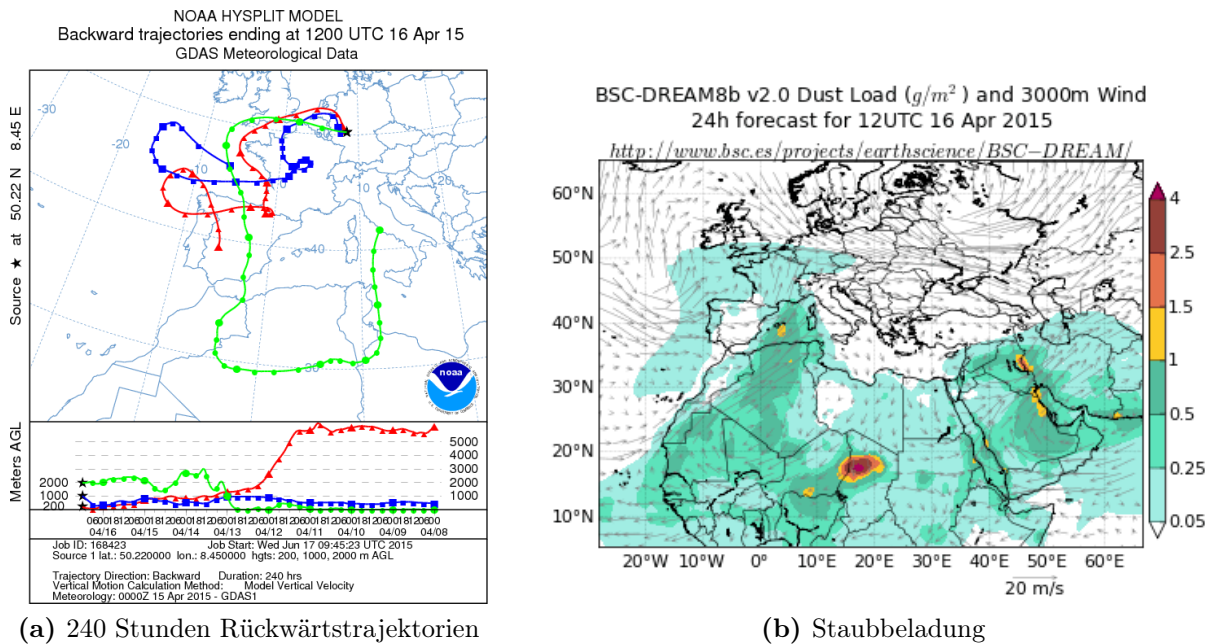 NOAA HYSPLIT MODEL
Backward trajectories ending at 1200 UTC 16 Apr 15
GDAS Meteorological Data
Source ★ at 50.22 N 8.45 E
-30
-20
-10
10
-40
noaa
Meters AGL
5000
4000
3000
2000
1000
2000
1000
200
060018120600181206001812060018120600181206001812060018120600181206001812060
04/16 04/15 04/14 04/13 04/12 04/11 04/10 04/09 04/08
Job ID: 168423 Job Start: Wed Jun 17 09:45:23 UTC 2015
Source 1 lat.: 50.220000 lon.: 8.450000 hgts: 200, 1000, 2000 m AGL
Trajectory Direction: Backward Duration: 240 hrs
Vertical Motion Calculation Method: Model Vertical Velocity
Meteorology: 0000Z 15 Apr 2015 - GDAS1
(a) 240 Stunden Rückwärtstrajektorien
BSC-DREAM8b v2.0 Dust Load (g/m²) and 3000m Wind
24h forecast for 12UTC 16 Apr 2015
http://www.bsc.es/projects/earthscience/BSC-DREAM/
60°N
50°N
40°N
30°N
20°N
10°N
20°W 10°W 0° 10°E 20°E 30°E 40°E 50°E 60°E
20 m/s
4
2.5
1.5
1
0.5
0.25
0.05
(b) Staubbeladung